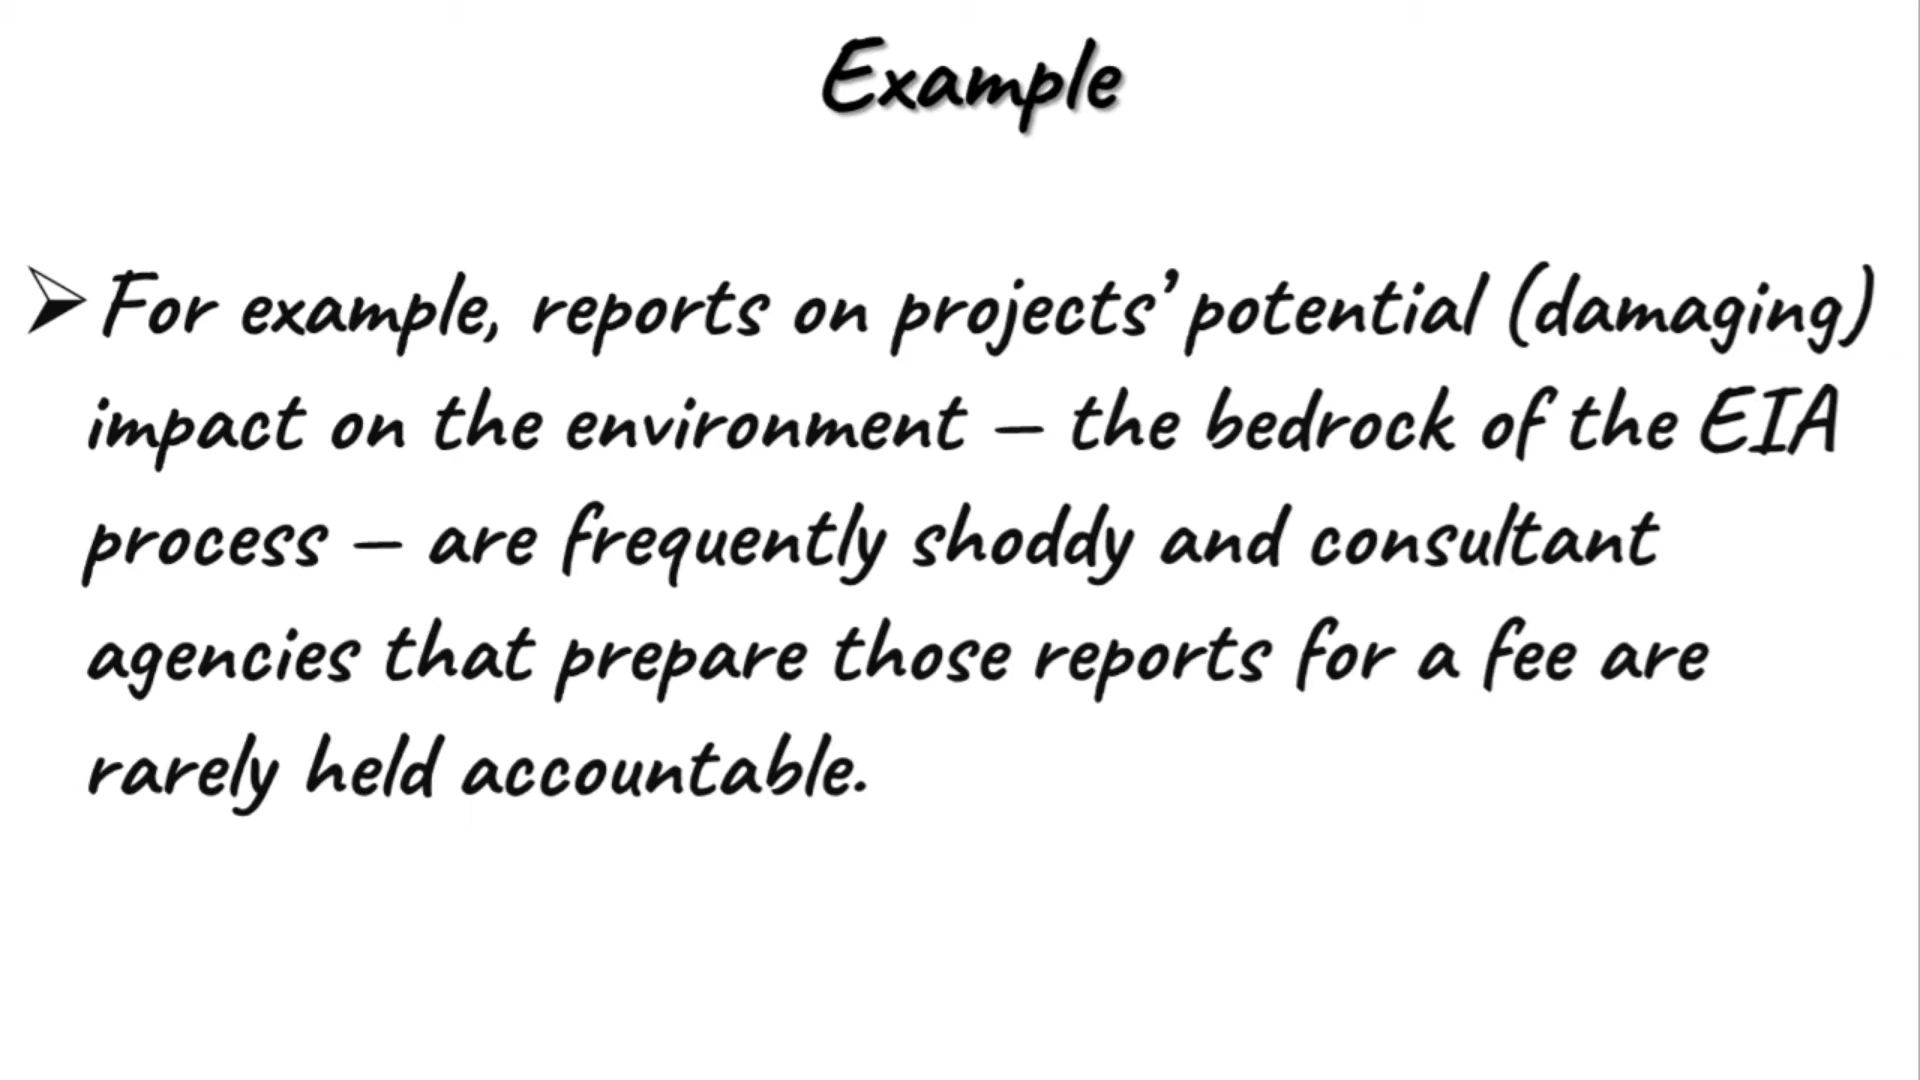 Example
➢For example, reports on projects’ potential (damaging)
impact on the environment – the bedrock of the EIA
process – are frequently shoddy and consultant
agencies that prepare those reports for a fee are
rarely held accountable.